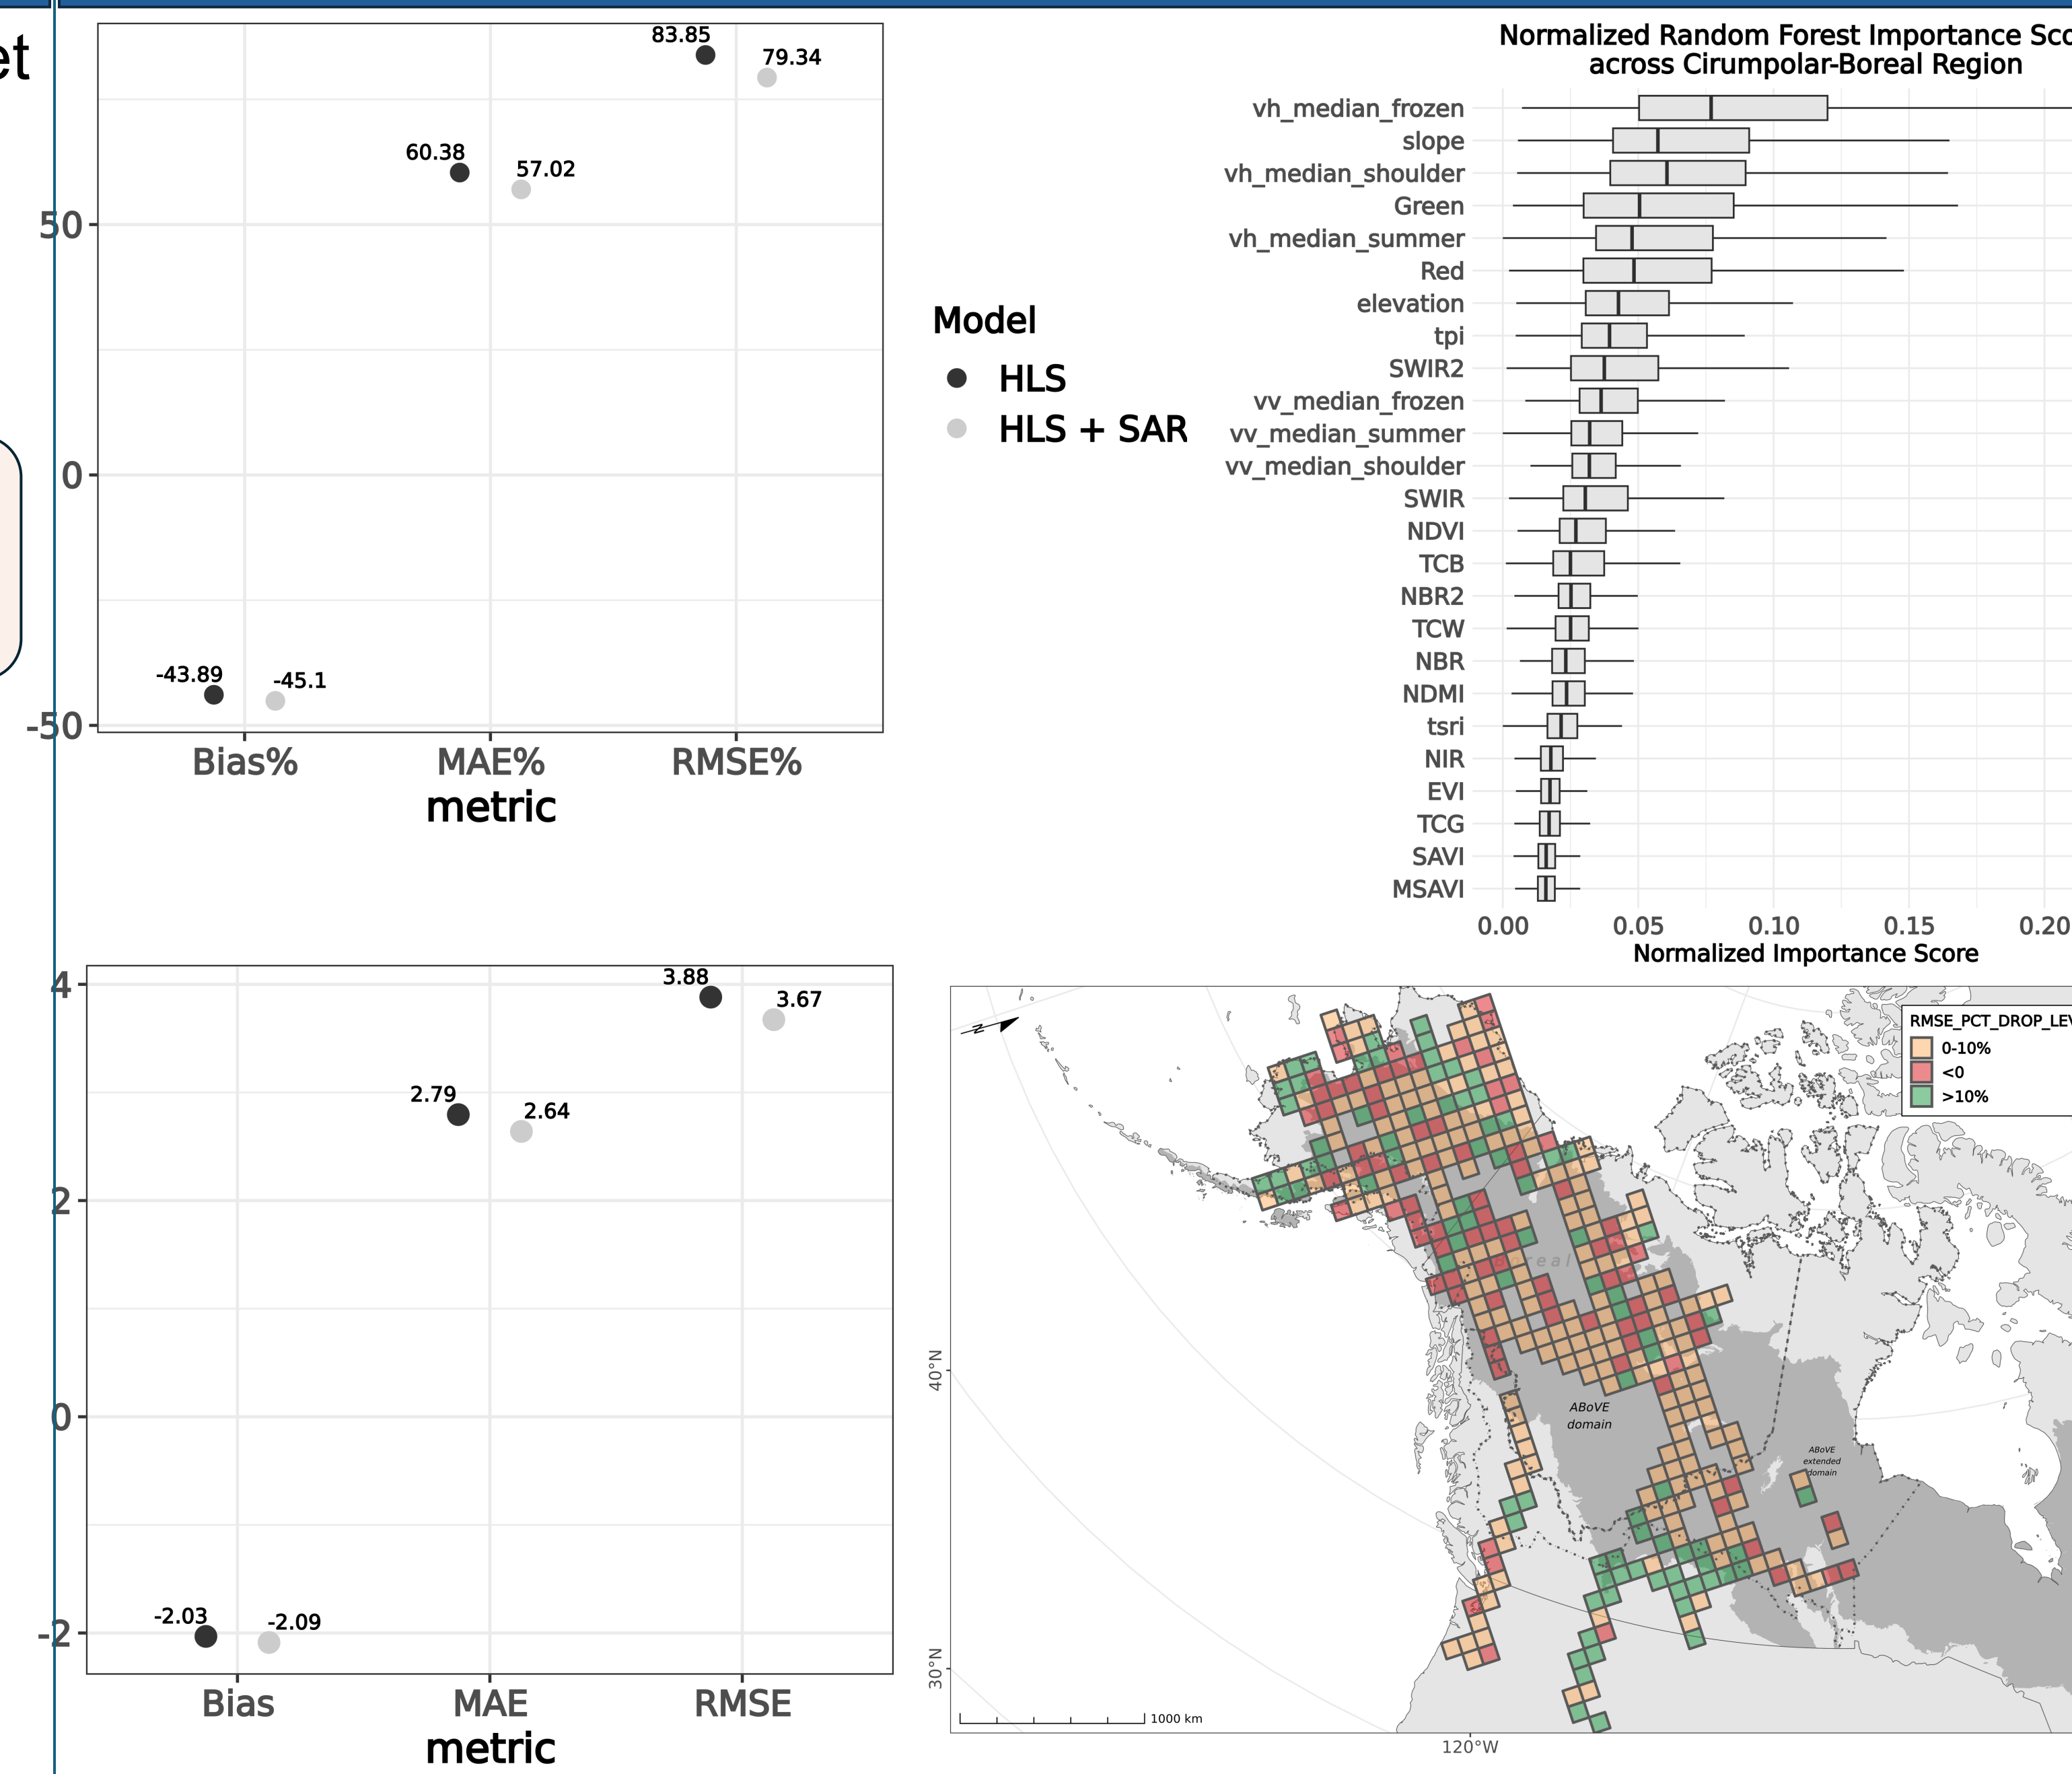 et
83.85
79.34
60.38
57.02
50
0
-43.89
-45.1
-50
Bias%
MAE%
RMSE%
metric
Model
HLS
HLS + SAR
Normalized Random Forest Importance Sco
across Cirumpolar-Boreal Region
vh_median_frozen
slope
vh_median_shoulder
Green
vh_median_summer
Red
elevation
tpi
SWIR2
vv_median_frozen
vv_median_summer
vv_median_shoulder
SWIR
NDVI
TCB
NBR2
TCW
NBR
NDMI
tsri
NIR
EVI
TCG
SAVI
MSAVI
0.00 0.05 0.10 0.15 0.20
Normalized Importance Score
4
3.88
3.67
2.79
2.64
2
0
-2.03
-2.09
-2
Bias
MAE
RMSE
metric
N
RMSE_PCT_DROP_LEV
0-10%
<0
>10%
real
ABoVE
domain
ABoVE
extended
domain
40°N
30°N
1000 km
120°W